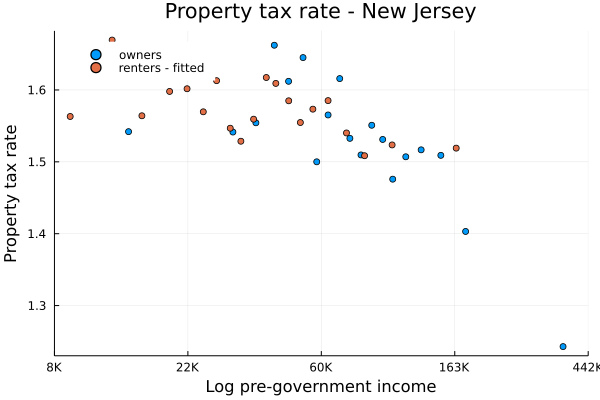 Property tax rate - New Jersey
owners
renters - fitted
Property tax rate
1.6
1.5
1.4
1.3
8K 22K 60K 163K 442K
Log pre-government income